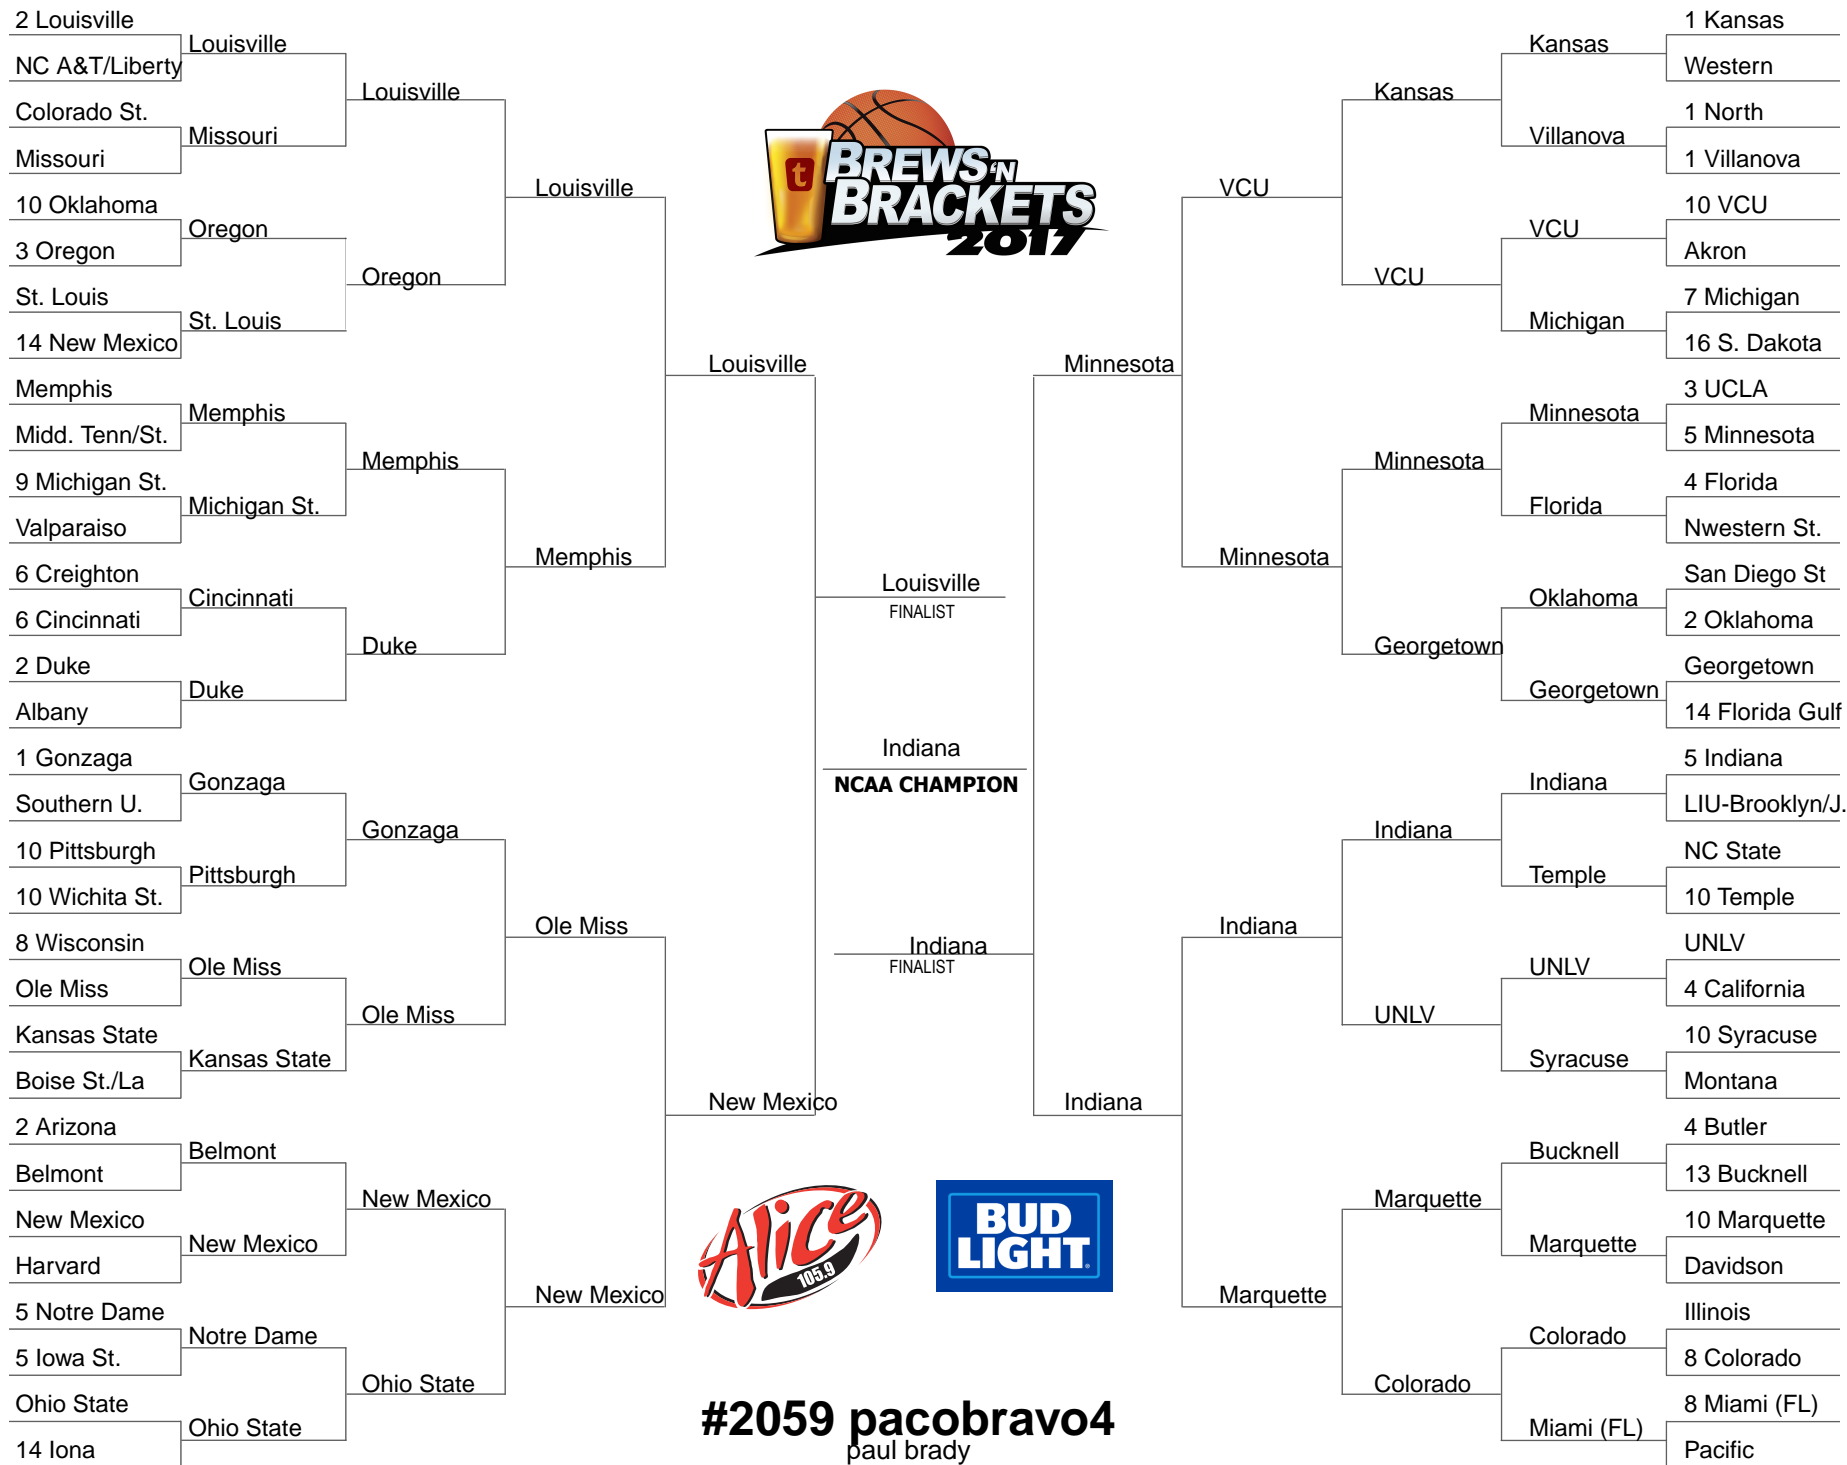 2 Louisville
NC A&T/Liberty
Colorado St.
Missouri
10 Oklahoma
3 Oregon
St. Louis
14 New Mexico
Memphis
Midd. Tenn/St.
9 Michigan St.
Valparaiso
6 Creighton
6 Cincinnati
2 Duke
Albany
1 Gonzaga
Southern U.
10 Pittsburgh
10 Wichita St.
8 Wisconsin
Ole Miss
Kansas State
Boise St./La
2 Arizona
Belmont
New Mexico
Harvard
5 Notre Dame
5 Iowa St.
Ohio State
14 Iona
Louisville
Missouri
Oregon
St. Louis
Memphis
Michigan St.
Cincinnati
Duke
Gonzaga
Pittsburgh
Ole Miss
Kansas State
Belmont
New Mexico
Notre Dame
Ohio State
Louisville
Oregon
Memphis
Duke
Gonzaga
Ole Miss
New Mexico
Ohio State
Louisville
Memphis
Ole Miss
New Mexico
Louisville
New Mexico
t
BREWS 'N
BRACKETS
2017
Louisville
FINALIST
Indiana
NCAA CHAMPION
Indiana
FINALIST
Alice
105.9
BUD
LIGHT
#2059 pacobravo4
paul brady
Minnesota
Indiana
VCU
Minnesota
Indiana
Marquette
Kansas
VCU
Minnesota
Georgetown
Indiana
UNLV
Marquette
Colorado
Kansas
Villanova
VCU
Michigan
Minnesota
Florida
Oklahoma
Georgetown
Indiana
Temple
UNLV
Syracuse
Bucknell
Marquette
Colorado
Miami (FL)
1 Kansas
Western
1 North
1 Villanova
10 VCU
Akron
7 Michigan
16 S. Dakota
3 UCLA
5 Minnesota
4 Florida
Nwestern St.
San Diego St
2 Oklahoma
Georgetown
14 Florida Gulf
5 Indiana
LIU-Brooklyn/J.
NC State
10 Temple
UNLV
4 California
10 Syracuse
Montana
4 Butler
13 Bucknell
10 Marquette
Davidson
Illinois
8 Colorado
8 Miami (FL)
Pacific